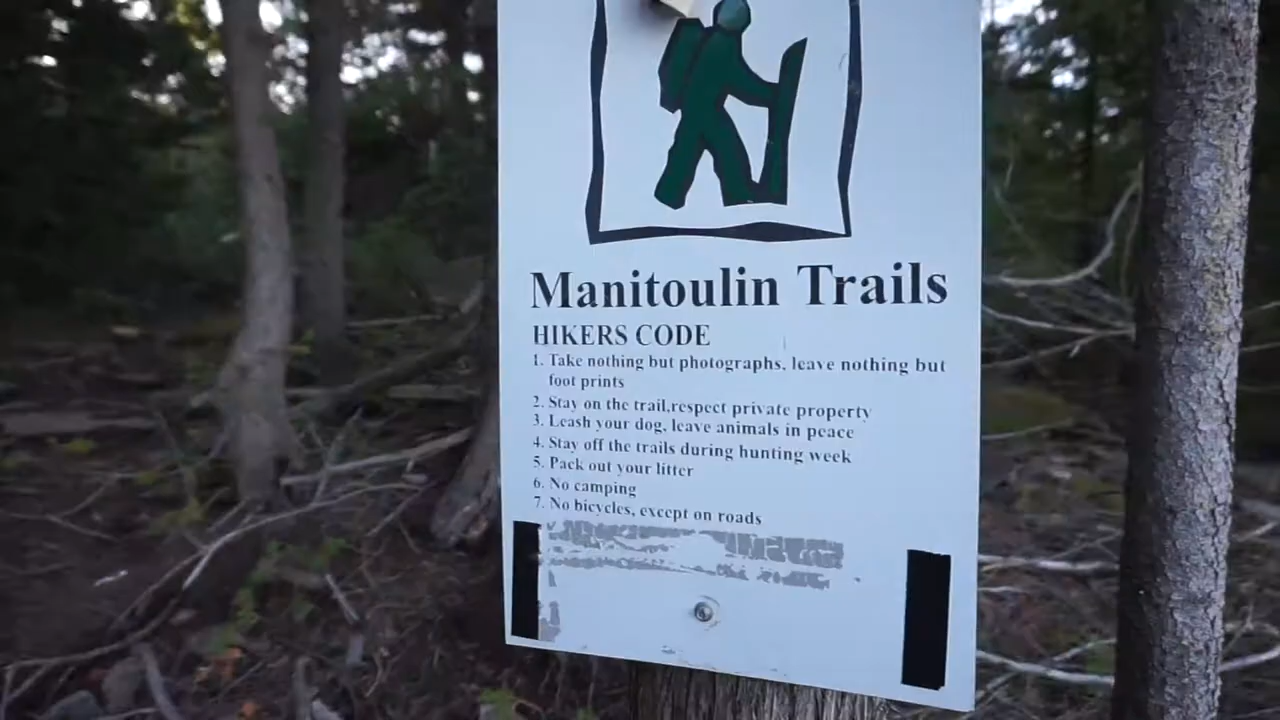 Manitoulin Trails
HIKERS CODE
1. Take nothing but photographs, leave nothing but
foot prints
2. Stay on the trail,respect private property
3. Leash your dog, leave animals in peace
4. Stay off the trails during hunting week
5. Pack out your litter
6. No camping
7. No bicycles, except on roads